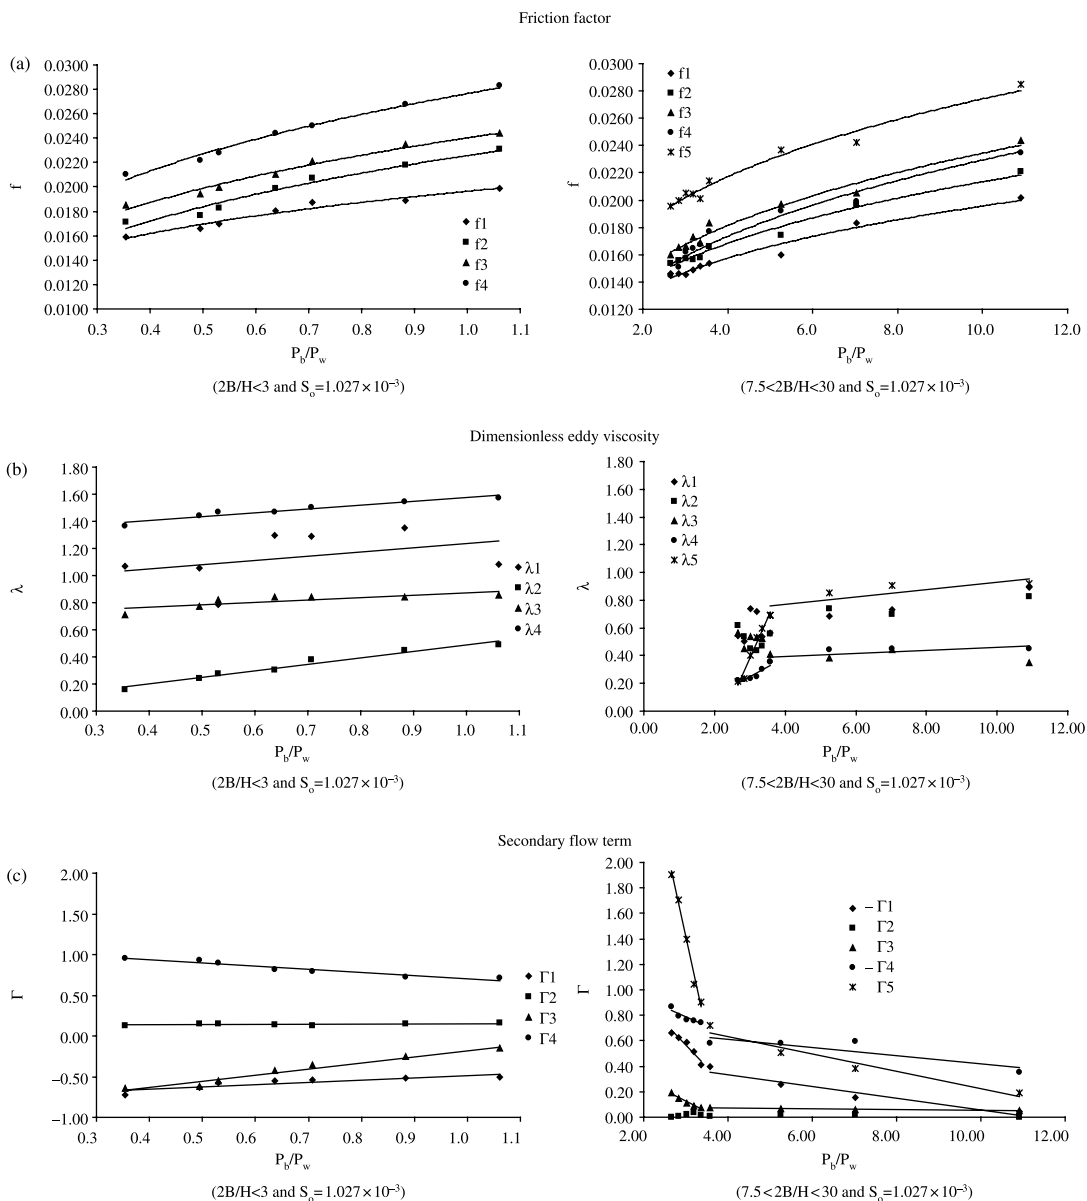 Friction factor
(a)
0.0300
0.0280
0.0260
0.0240
0.0220
0.0200
0.0180
0.0160
0.0140
0.0120
0.0100
f
f1
f2
f3
f4
0.3 0.4 0.5 0.6 0.7 0.8 0.9 1.0 1.1
P_b/P_w
(2B/H<3 and S_o=1.027×10⁻³)
0.0300
0.0280
0.0260
0.0240
0.0220
0.0200
0.0180
0.0160
0.0140
0.0120
f
f1
f2
f3
f4
f5
2.0 4.0 6.0 8.0 10.0 12.0
P_b/P_w
(7.5<2B/H<30 and S_o=1.027×10⁻³)
Dimensionless eddy viscosity
(b)
1.80
1.60
1.40
1.20
1.00
0.80
0.60
0.40
0.20
0.00
λ
λ1
λ2
λ3
λ4
0.3 0.4 0.5 0.6 0.7 0.8 0.9 1.0 1.1
P_b/P_w
(2B/H<3 and S_o=1.027×10⁻³)
1.80
1.60
1.40
1.20
1.00
0.80
0.60
0.40
0.20
0.00
λ
λ1
λ2
λ3
λ4
λ5
0.00 2.00 4.00 6.00 8.00 10.00 12.00
P_b/P_w
(7.5<2B/H<30 and S_o=1.027×10⁻³)
Secondary flow term
(c)
2.00
1.50
1.00
0.50
0.00
−0.50
−1.00
Γ
Γ1
Γ2
Γ3
Γ4
0.3 0.4 0.5 0.6 0.7 0.8 0.9 1.0 1.1
P_b/P_w
(2B/H<3 and S_o=1.027×10⁻³)
2.00
1.80
1.60
1.40
1.20
1.00
0.80
0.60
0.40
0.20
0.00
Γ
−Γ1
Γ2
Γ3
−Γ4
Γ5
2.00 4.00 6.00 8.00 10.00 12.00
P_b/P_w
(7.5<2B/H<30 and S_o=1.027×10⁻³)